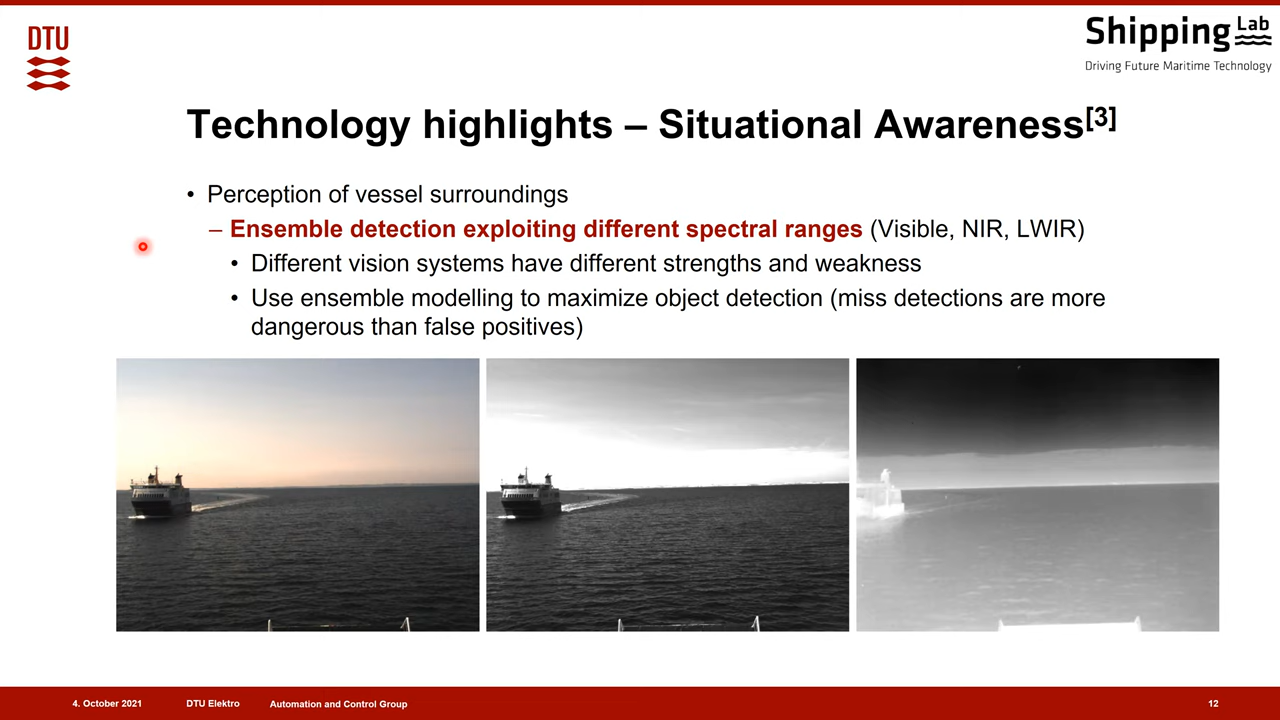 DTU
Shipping Lab
Driving Future Maritime Technology
Technology highlights – Situational Awareness[3]
• Perception of vessel surroundings
– Ensemble detection exploiting different spectral ranges (Visible, NIR, LWIR)
• Different vision systems have different strengths and weakness
• Use ensemble modelling to maximize object detection (miss detections are more
dangerous than false positives)
4. October 2021 DTU Elektro Automation and Control Group 12